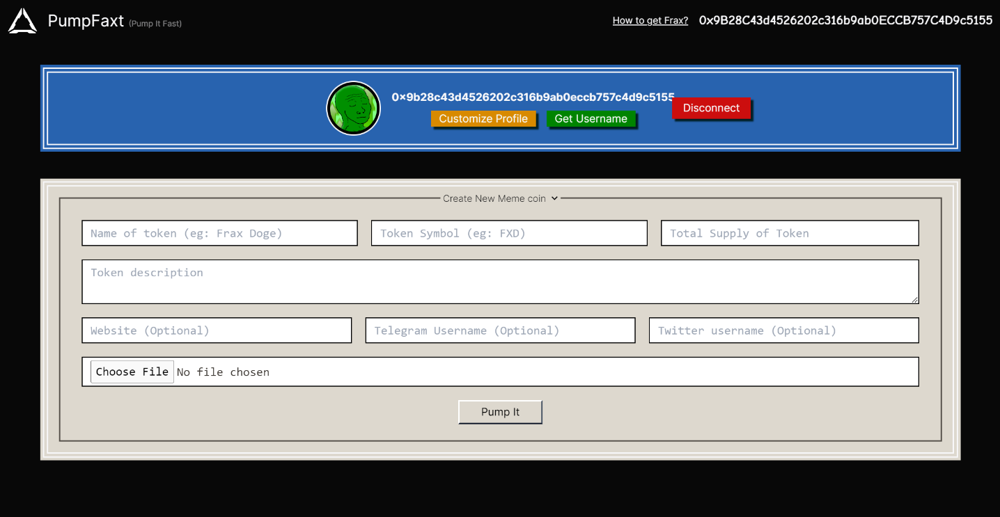 PumpFaxt (Pump It Fast) How to get Frax? 0x9B28C43d4526202c316b9ab0ECCB757C4D9c5155
0x9b28c43d4526202c316b9ab0eccb757c4d9c5155
Customize Profile Get Username Disconnect
Create New Meme coin
Name of token (eg: Frax Doge) Token Symbol (eg: FXD) Total Supply of Token
Token description
Website (Optional) Telegram Username (Optional) Twitter username (Optional)
Choose File No file chosen
Pump It